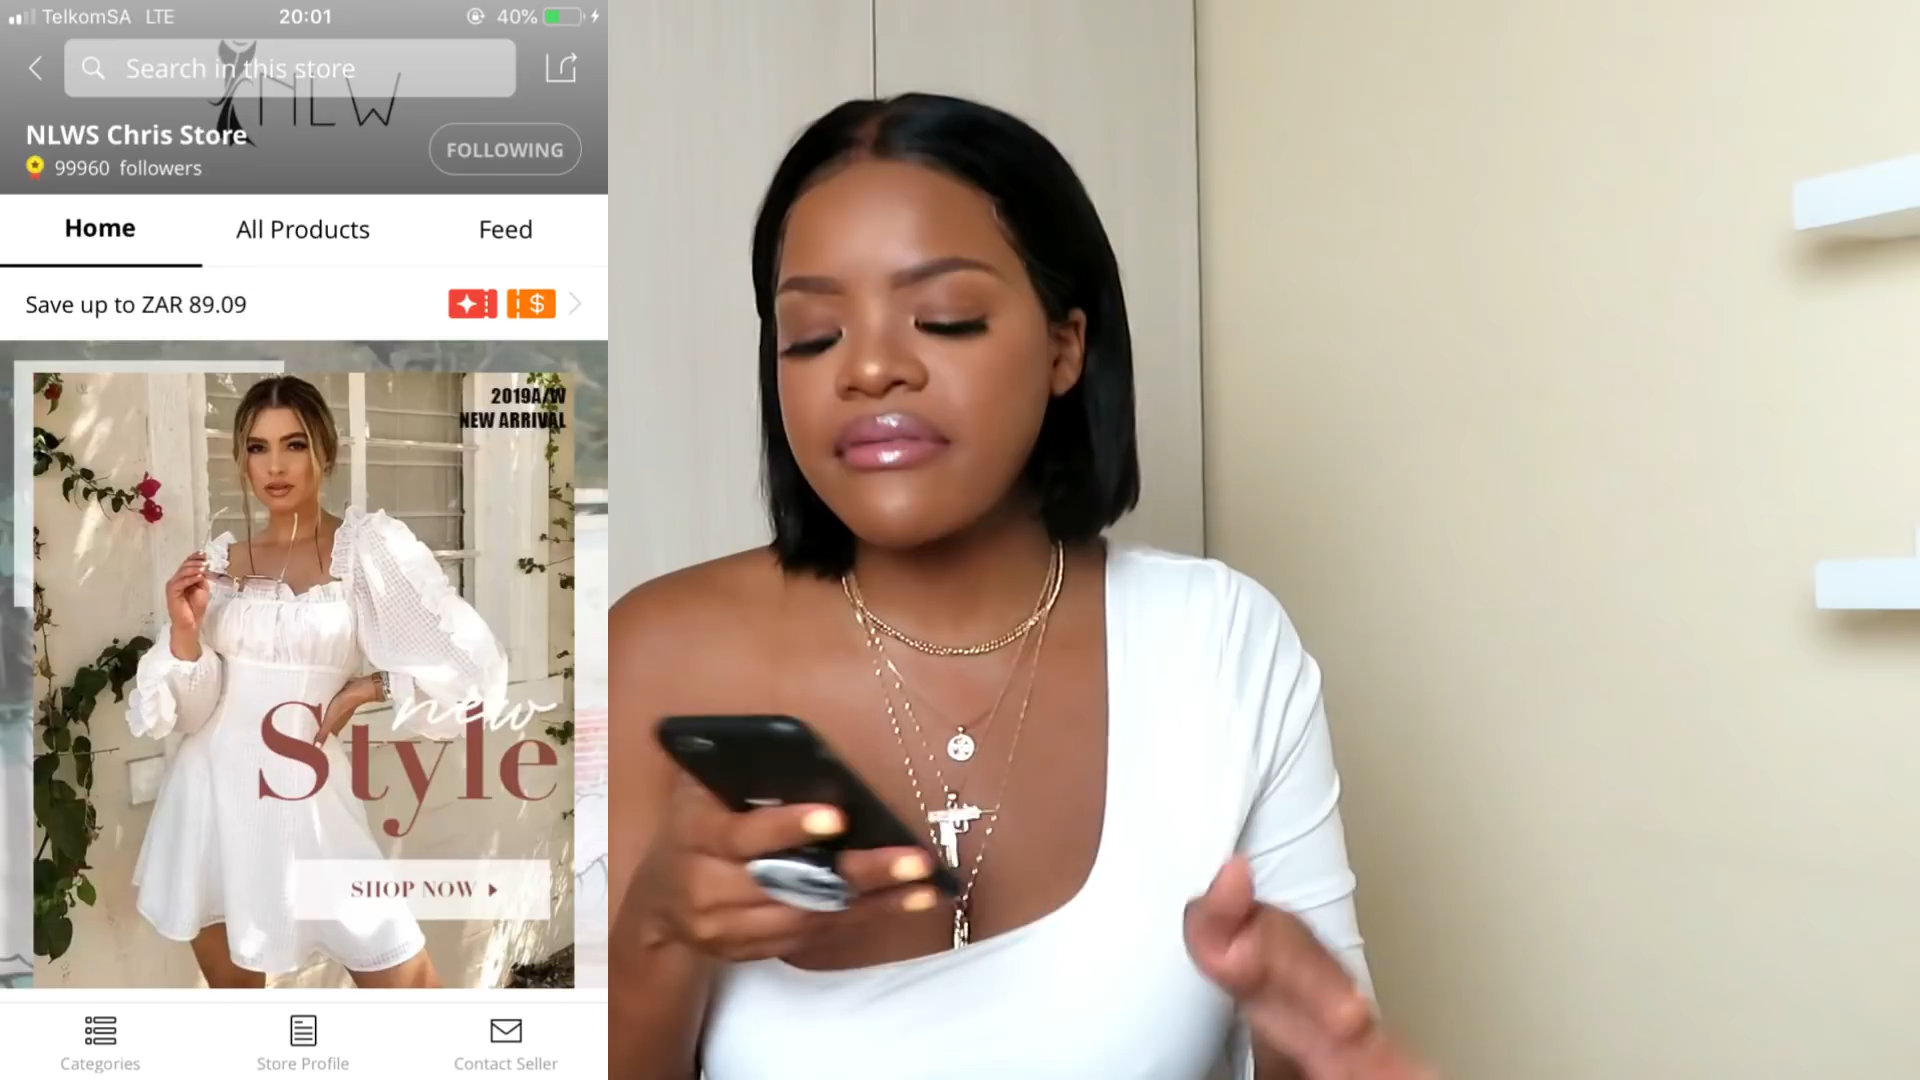 TelkomSA LTE 20:01 40%
Search in this store
NLW
NLWS Chris Store
FOLLOWING
99960 followers
Home All Products Feed
Save up to ZAR 89.09
$
2019A/W
NEW ARRIVAL
new
Style
SHOP NOW
Categories Store Profile Contact Seller